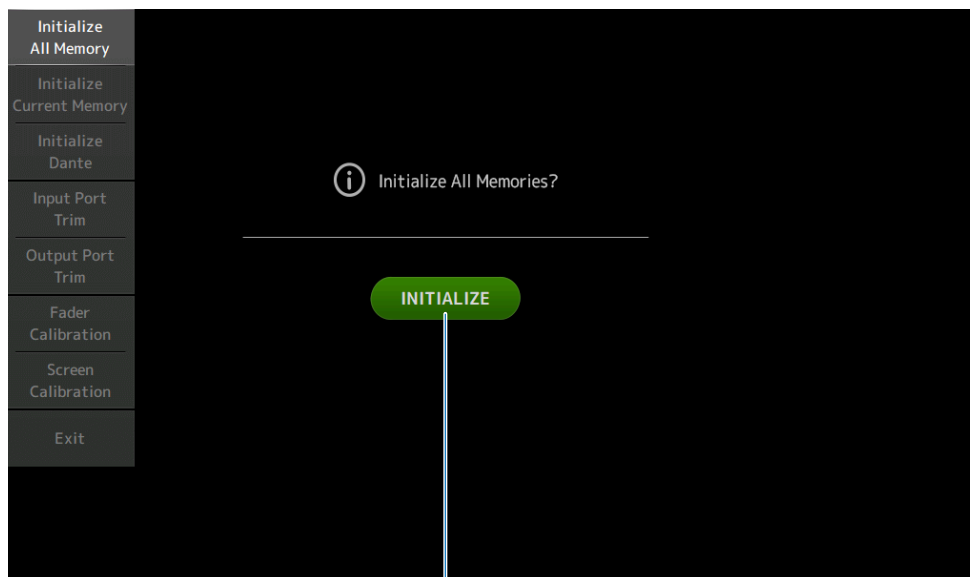 Initialize
All Memory
Initialize
Current Memory
Initialize
Dante
Input Port
Trim
Output Port
Trim
Fader
Calibration
Screen
Calibration
Exit
Initialize All Memories?
INITIALIZE